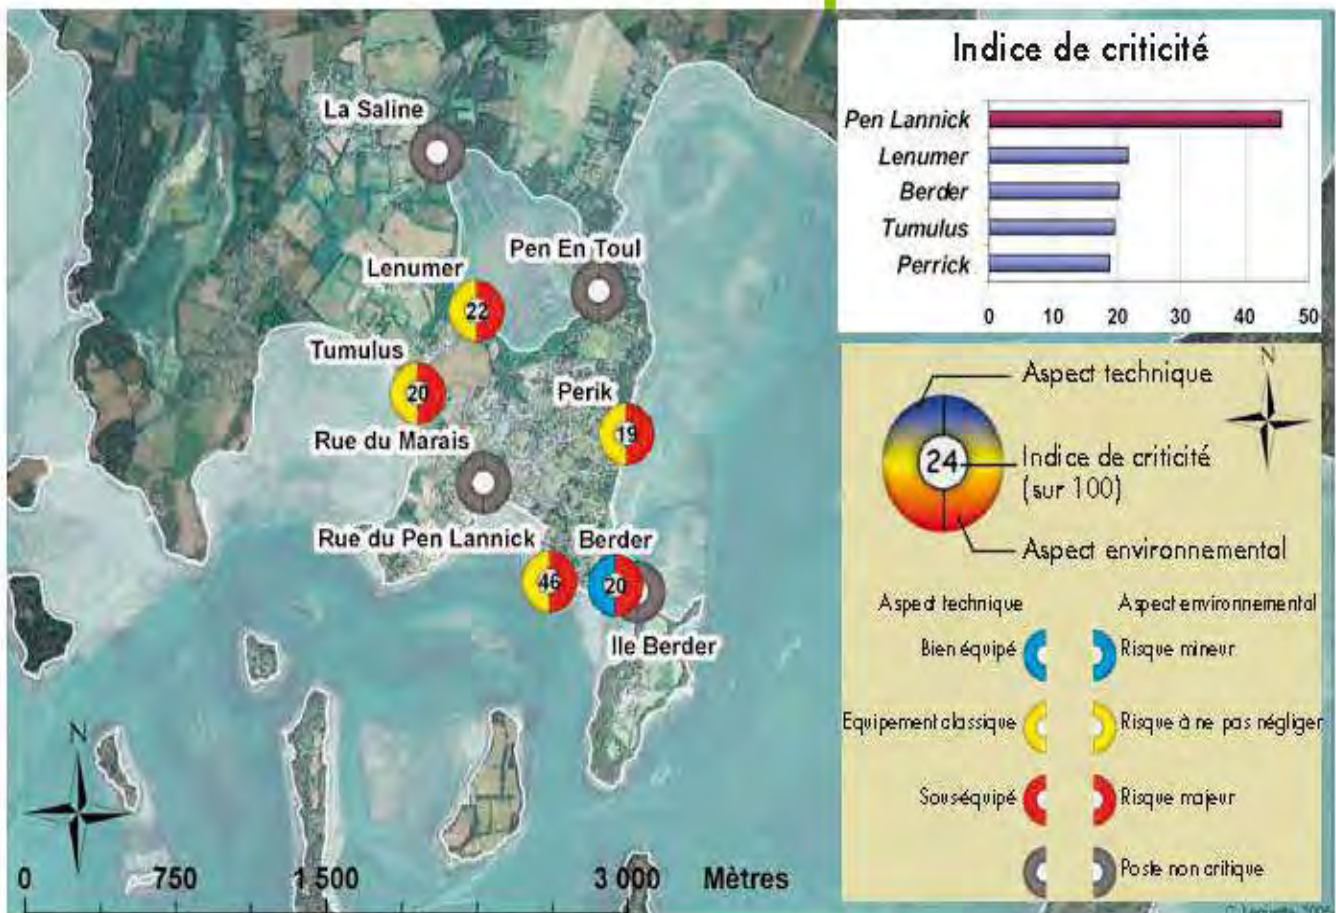 La Saline
Pen En Toul
Lenumer
22
Tumulus
20
Perik
19
Rue du Marais
Rue du Pen Lannick
Berder
46
20
Ile Berder
N
0 750 1 500 3 000 Mètres
Indice de criticité
Pen Lannick
Lenumer
Berder
Tumulus
Perrick
0 10 20 30 40 50
N
Aspect technique
24
Indice de criticité
(sur 100)
Aspect environnemental
Aspect technique Aspect environnemental
Bien équipé Risque mineur
Equipement classique Risque à ne pas négliger
Sous-équipé Risque majeur
Poste non critique